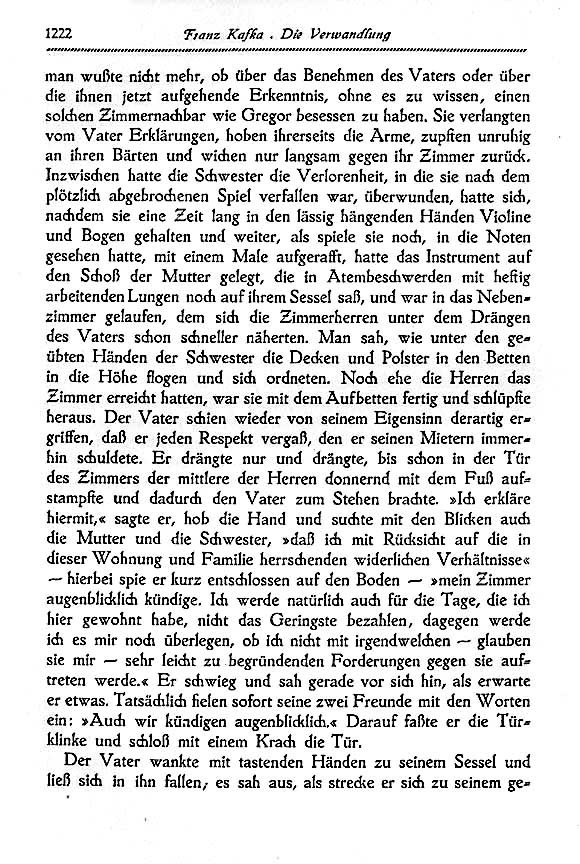 1222 Franz Kafka . Die Verwandlung
man wußte nicht mehr, ob über das Benehmen des Vaters oder über
die ihnen jetzt aufgehende Erkenntnis, ohne es zu wissen, einen
solchen Zimmernachbar wie Gregor besessen zu haben. Sie verlangten
vom Vater Erklärungen, hoben ihrerseits die Arme, zupften unruhig
an ihren Bärten und wichen nur langsam gegen ihr Zimmer zurück.
Inzwischen hatte die Schwester die Verlorenheit, in die sie nach dem
plötzlich abgebrochenen Spiel verfallen war, überwunden, hatte sich,
nachdem sie eine Zeit lang in den lässig hängenden Händen Violine
und Bogen gehalten und weiter, als spiele sie noch, in die Noten
gesehen hatte, mit einem Male aufgerafft, hatte das Instrument auf
den Schoß der Mutter gelegt, die in Atembeschwerden mit heftig
arbeitenden Lungen noch auf ihrem Sessel saß, und war in das Neben-
zimmer gelaufen, dem sich die Zimmerherren unter dem Drängen
des Vaters schon schneller näherten. Man sah, wie unter den ge-
übten Händen der Schwester die Decken und Polster in den Betten
in die Höhe flogen und sich ordneten. Noch ehe die Herren das
Zimmer erreicht hatten, war sie mit dem Aufbetten fertig und schlüpfte
heraus. Der Vater schien wieder von seinem Eigensinn derartig er-
griffen, daß er jeden Respekt vergaß, den er seinen Mietern immer-
hin schuldete. Er drängte nur und drängte, bis schon in der Tür
des Zimmers der mittlere der Herren donnernd mit dem Fuß auf-
stampfte und dadurch den Vater zum Stehen brachte. »Ich erkläre
hiermit,« sagte er, hob die Hand und suchte mit den Blicken auch
die Mutter und die Schwester, »daß ich mit Rücksicht auf die in
dieser Wohnung und Familie herrschenden widerlichen Verhältnisse«
— hierbei spie er kurz entschlossen auf den Boden — »mein Zimmer
augenblicklich kündige. Ich werde natürlich auch für die Tage, die ich
hier gewohnt habe, nicht das Geringste bezahlen, dagegen werde
ich es mir noch überlegen, ob ich nicht mit irgendwelchen — glauben
sie mir — sehr leicht zu begründenden Forderungen gegen sie auf-
treten werde.« Er schwieg und sah gerade vor sich hin, als erwarte
er etwas. Tatsächlich fielen sofort seine zwei Freunde mit den Worten
ein: »Auch wir kündigen augenblicklich.« Darauf faßte er die Tür-
klinke und schloß mit einem Krach die Tür.
Der Vater wankte mit tastenden Händen zu seinem Sessel und
ließ sich in ihn fallen; es sah aus, als strecke er sich zu seinem ge-